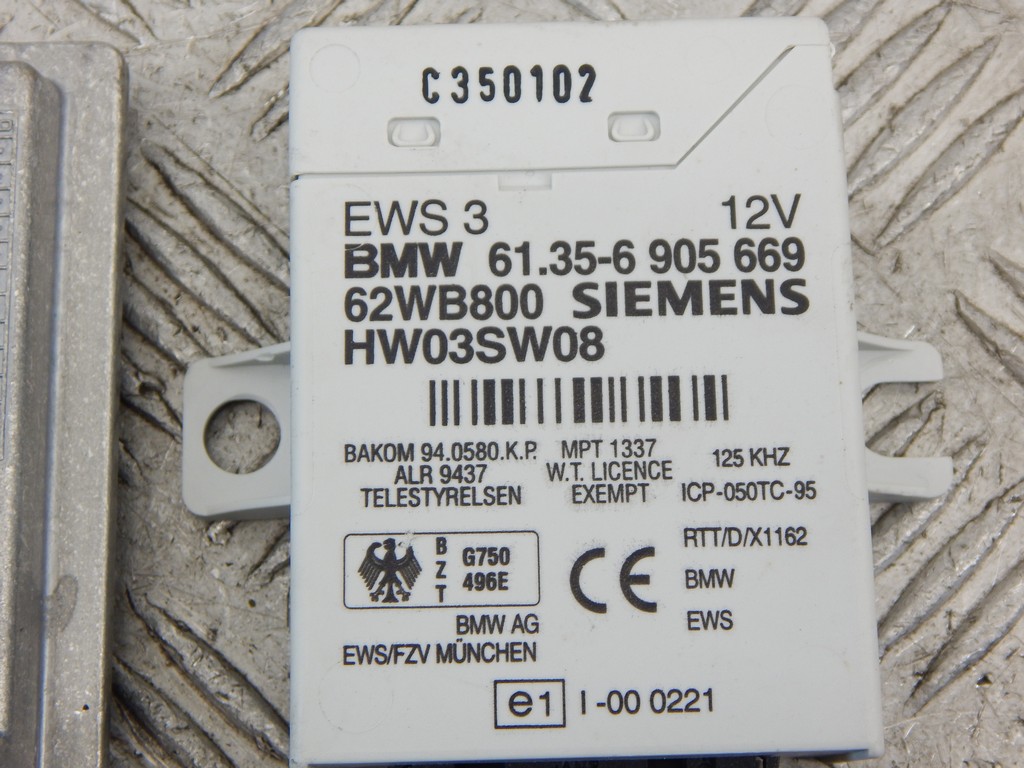 C350102
EWS 3 12V
BMW 61.35-6 905 669
62WB800 SIEMENS
HW03SW08
BAKOM 94.0580.K.P. MPT 1337 125 KHZ
ALR 9437 W.T. LICENCE
TELESTYRELSEN EXEMPT ICP-050TC-95
RTT/D/X1162
BZT G750
496E
CE
BMW
BMW AG EWS
EWS/FZV MÜNCHEN
e1 I-00 0221